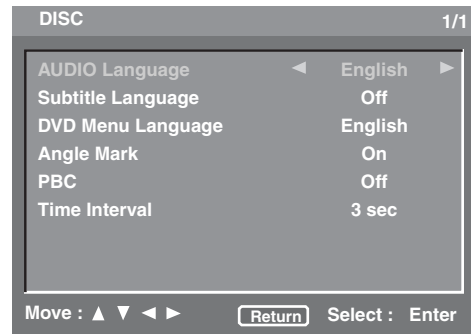 DISC 1/1
AUDIO Language ◀ English ▶
Subtitle Language Off
DVD Menu Language English
Angle Mark On
PBC Off
Time Interval 3 sec
Move : ▲ ▼ ◀ ▶ Return Select : Enter